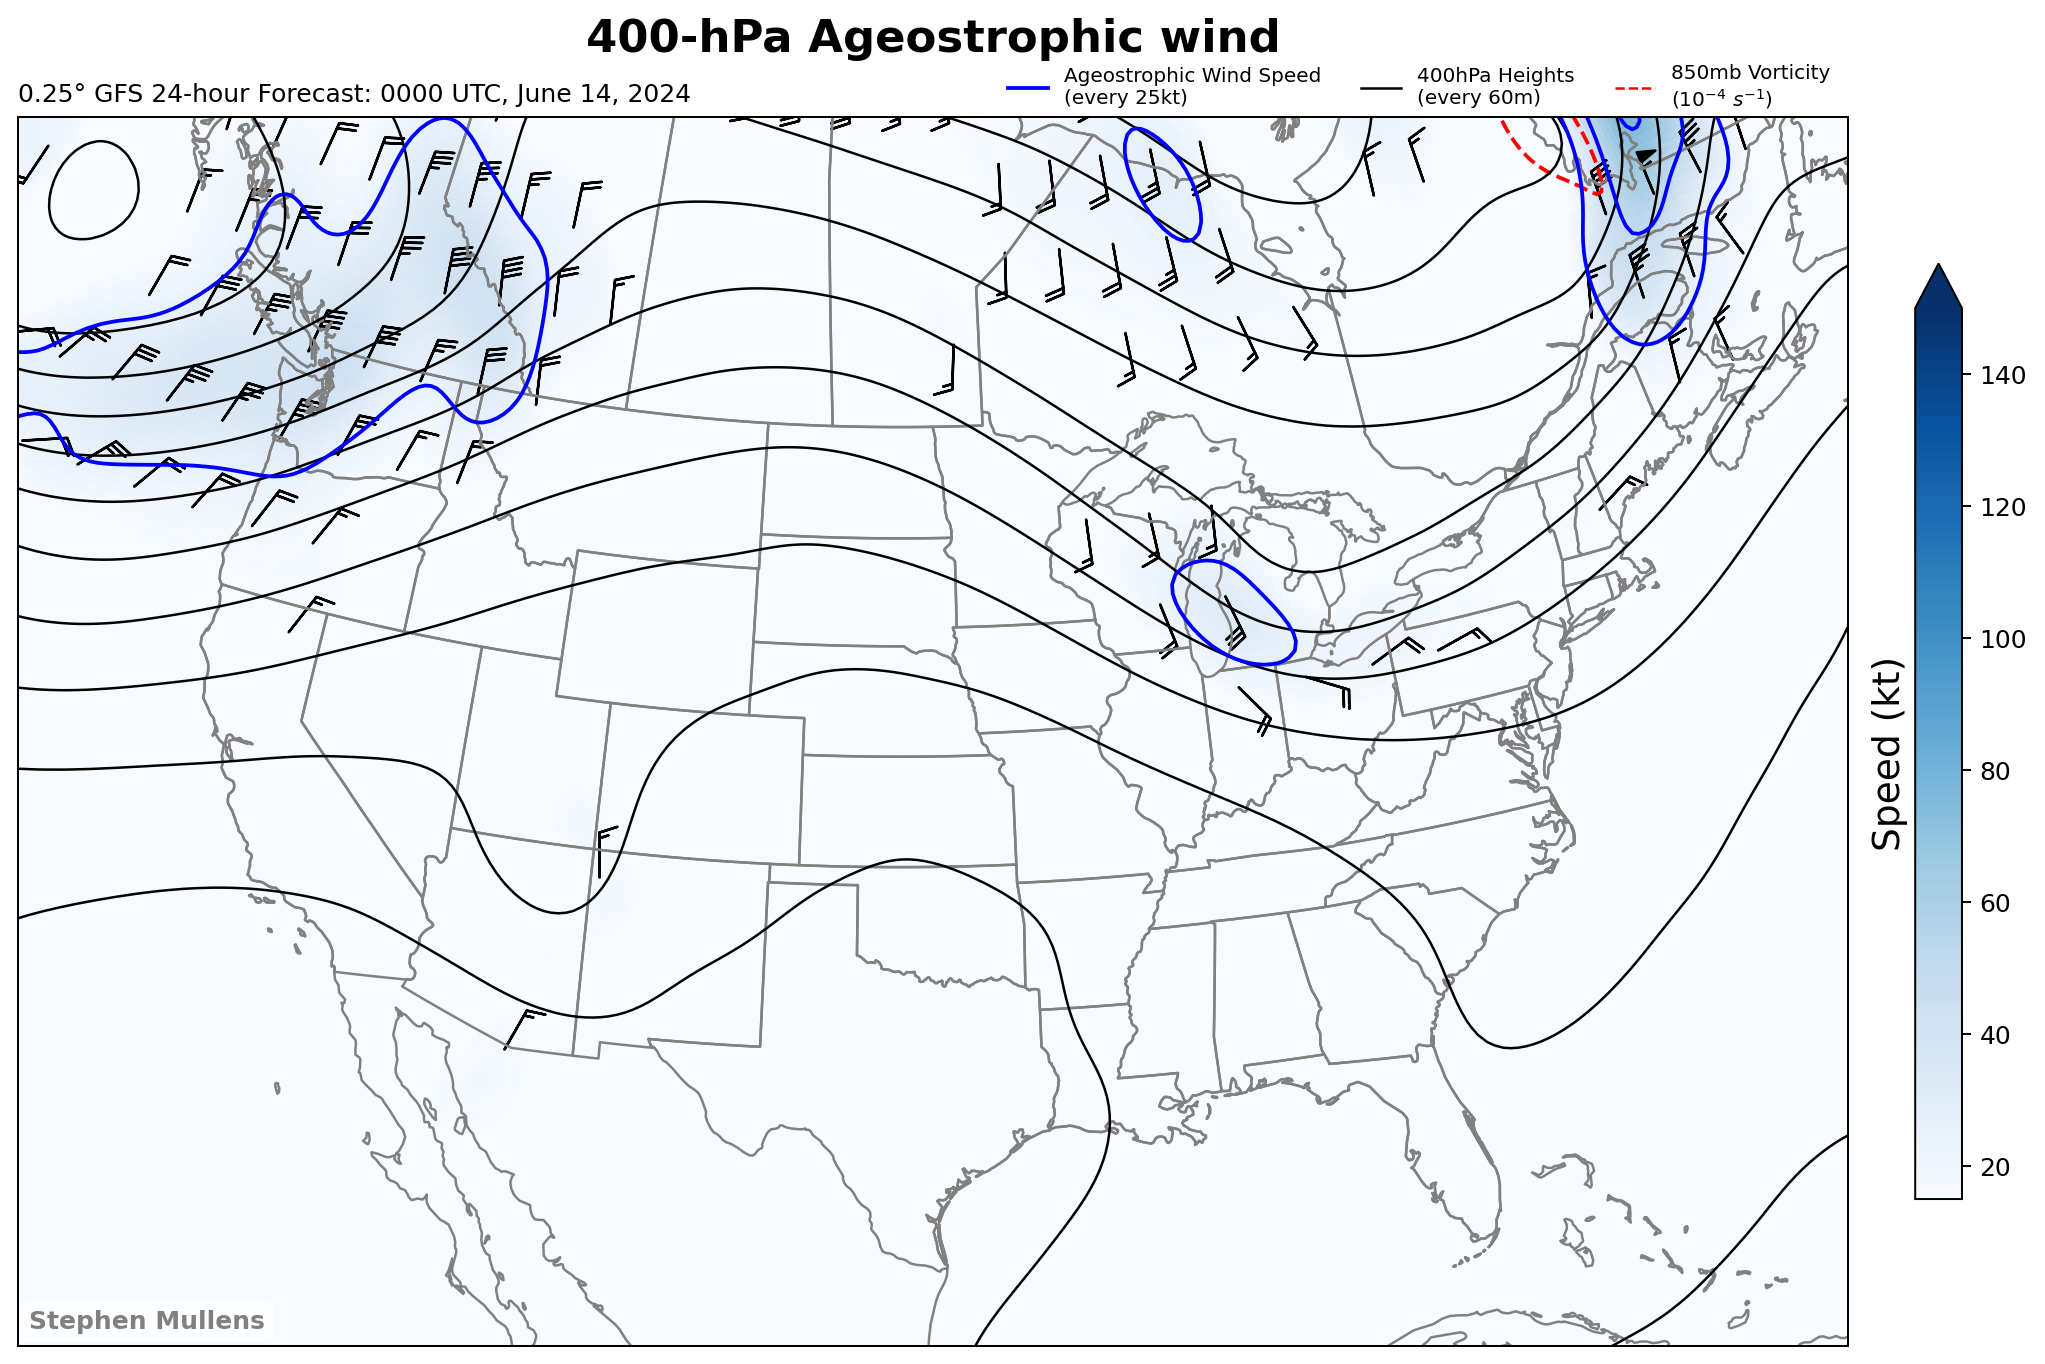 400-hPa Ageostrophic wind
0.25° GFS 24-hour Forecast: 0000 UTC, June 14, 2024
Ageostrophic Wind Speed
(every 25kt)
400hPa Heights
(every 60m)
850mb Vorticity
(10⁻⁴ s⁻¹)
140
120
100
80
60
40
20
Speed (kt)
Stephen Mullens